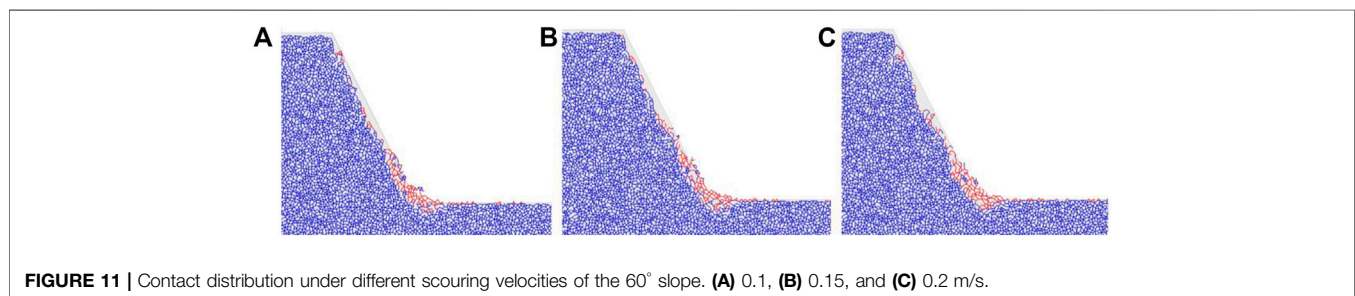 A B C
FIGURE 11 | Contact distribution under different scouring velocities of the 60° slope. (A) 0.1, (B) 0.15, and (C) 0.2 m/s.